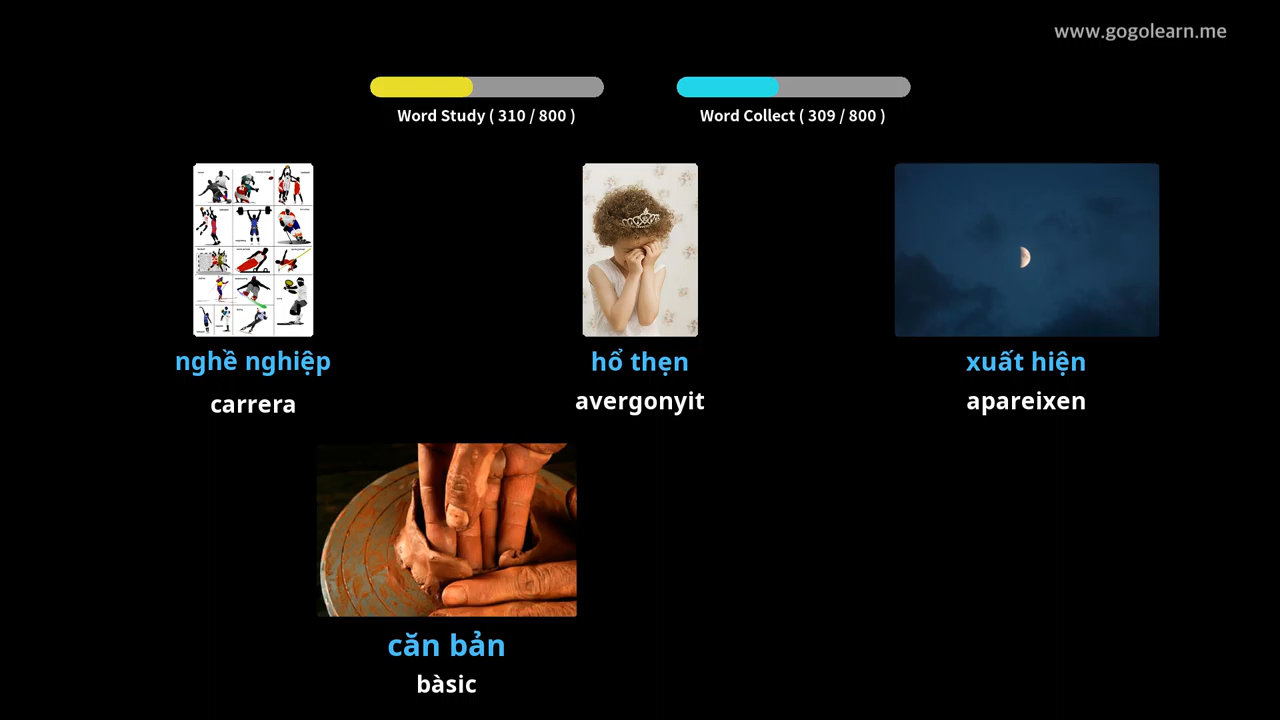 www.gogolearn.me
Word Study ( 310 / 800 )
Word Collect ( 309 / 800 )
nghề nghiệp
carrera
hổ thẹn
avergonyit
xuất hiện
apareixen
căn bản
bàsic